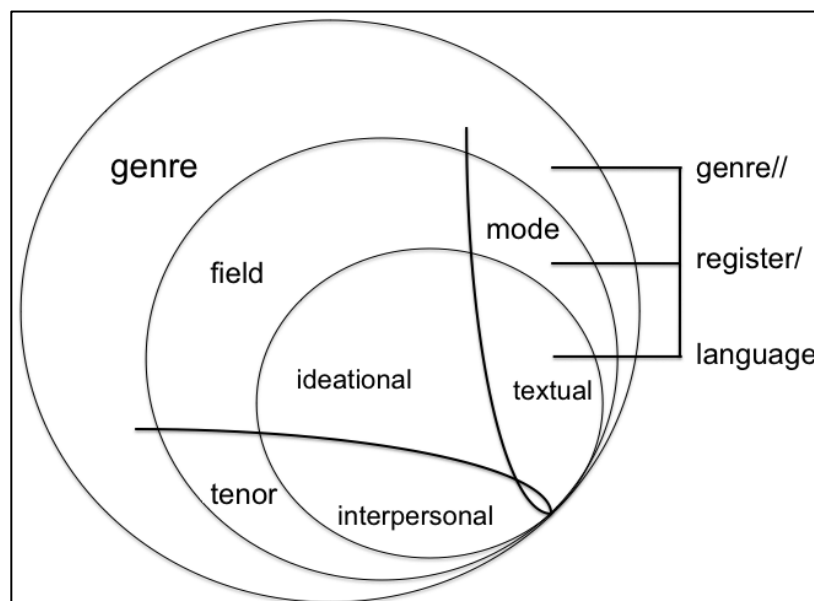 genre
genre//
mode
register/
field
language
ideational
textual
tenor
interpersonal